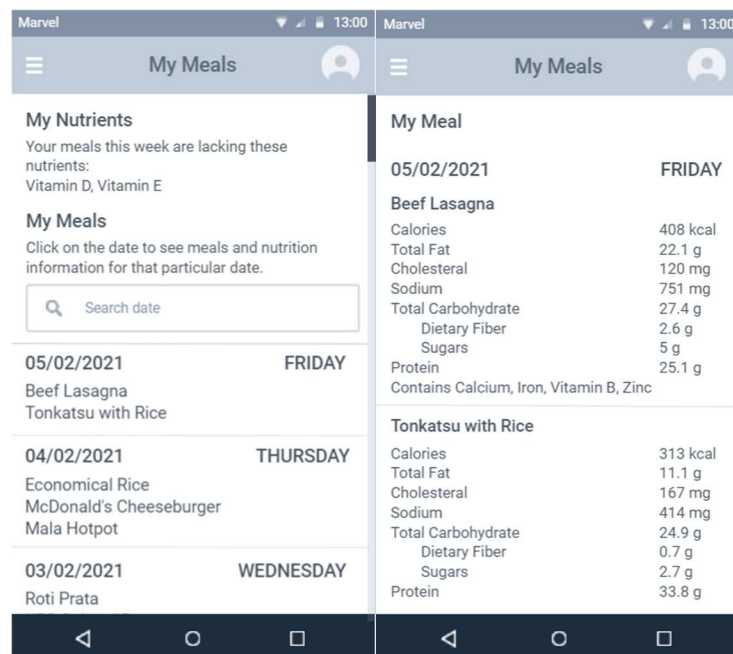 Marvel 13:00
My Meals
My Nutrients
Your meals this week are lacking these
nutrients:
Vitamin D, Vitamin E
My Meals
Click on the date to see meals and nutrition
information for that particular date.
Search date
05/02/2021 FRIDAY
Beef Lasagna
Tonkatsu with Rice
04/02/2021 THURSDAY
Economical Rice
McDonald's Cheeseburger
Mala Hotpot
03/02/2021 WEDNESDAY
Roti Prata
Marvel 13:00
My Meals
My Meal
05/02/2021 FRIDAY
Beef Lasagna
Calories 408 kcal
Total Fat 22.1 g
Cholesteral 120 mg
Sodium 751 mg
Total Carbohydrate 27.4 g
Dietary Fiber 2.6 g
Sugars 5 g
Protein 25.1 g
Contains Calcium, Iron, Vitamin B, Zinc
Tonkatsu with Rice
Calories 313 kcal
Total Fat 11.1 g
Cholesteral 167 mg
Sodium 414 mg
Total Carbohydrate 24.9 g
Dietary Fiber 0.7 g
Sugars 2.7 g
Protein 33.8 g